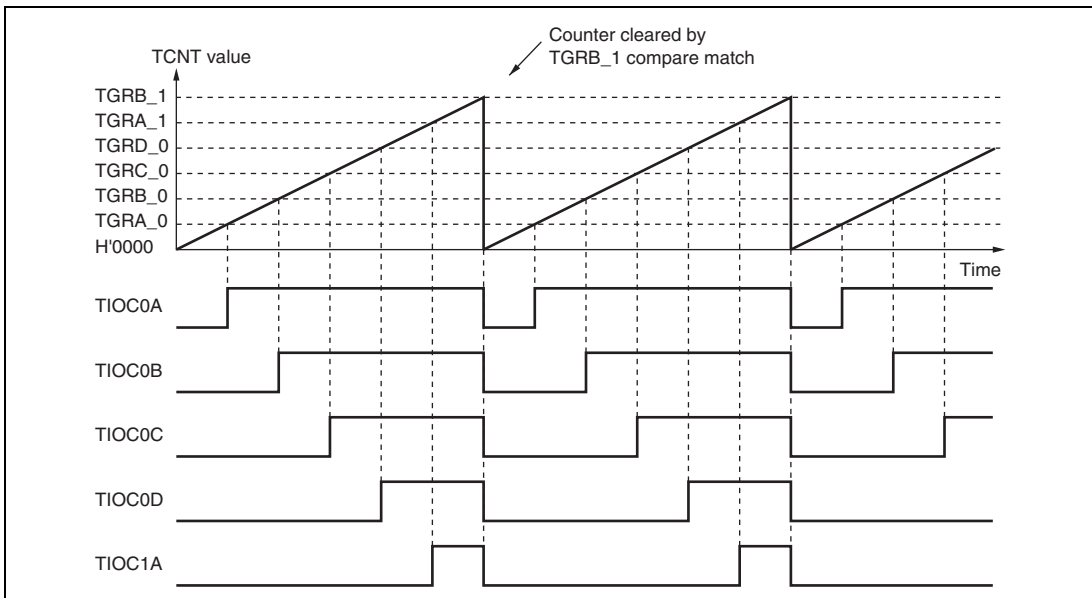 Counter cleared by
TGRB_1 compare match
TCNT value
TGRB_1
TGRA_1
TGRD_0
TGRC_0
TGRB_0
TGRA_0
H'0000
Time
TIOC0A
TIOC0B
TIOC0C
TIOC0D
TIOC1A